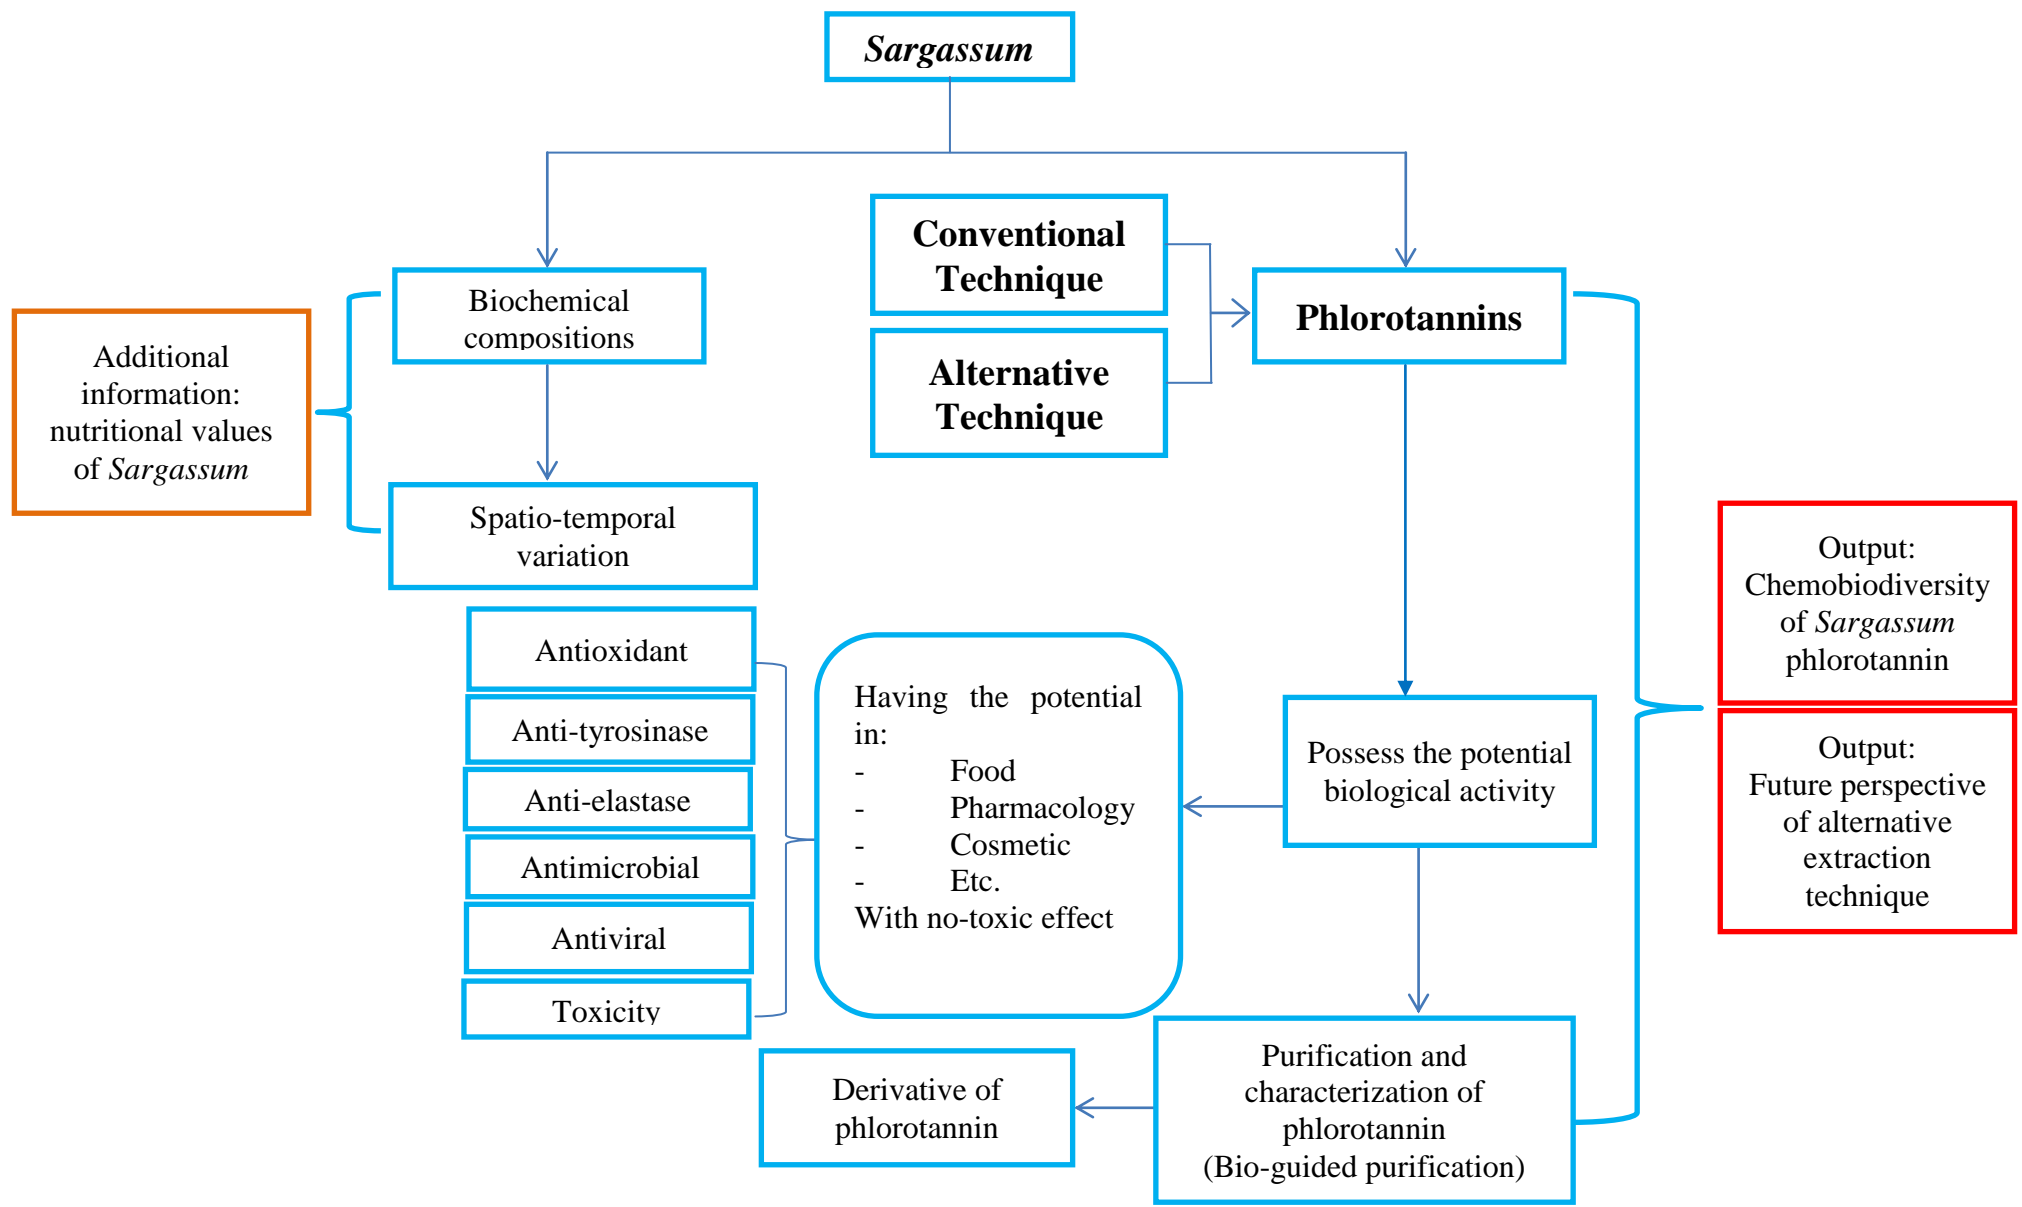 Sargassum
Conventional
Technique
Alternative
Technique
Phlorotannins
Biochemical
compositions
Additional
information:
nutritional values
of Sargassum
Spatio-temporal
variation
Antioxidant
Anti-tyrosinase
Anti-elastase
Antimicrobial
Antiviral
Toxicity
Having the potential
in:
- Food
- Pharmacology
- Cosmetic
- Etc.
With no-toxic effect
Possess the potential
biological activity
Output:
Chemobiodiversity
of Sargassum
phlorotannin
Output:
Future perspective
of alternative
extraction
technique
Derivative of
phlorotannin
Purification and
characterization of
phlorotannin
(Bio-guided purification)